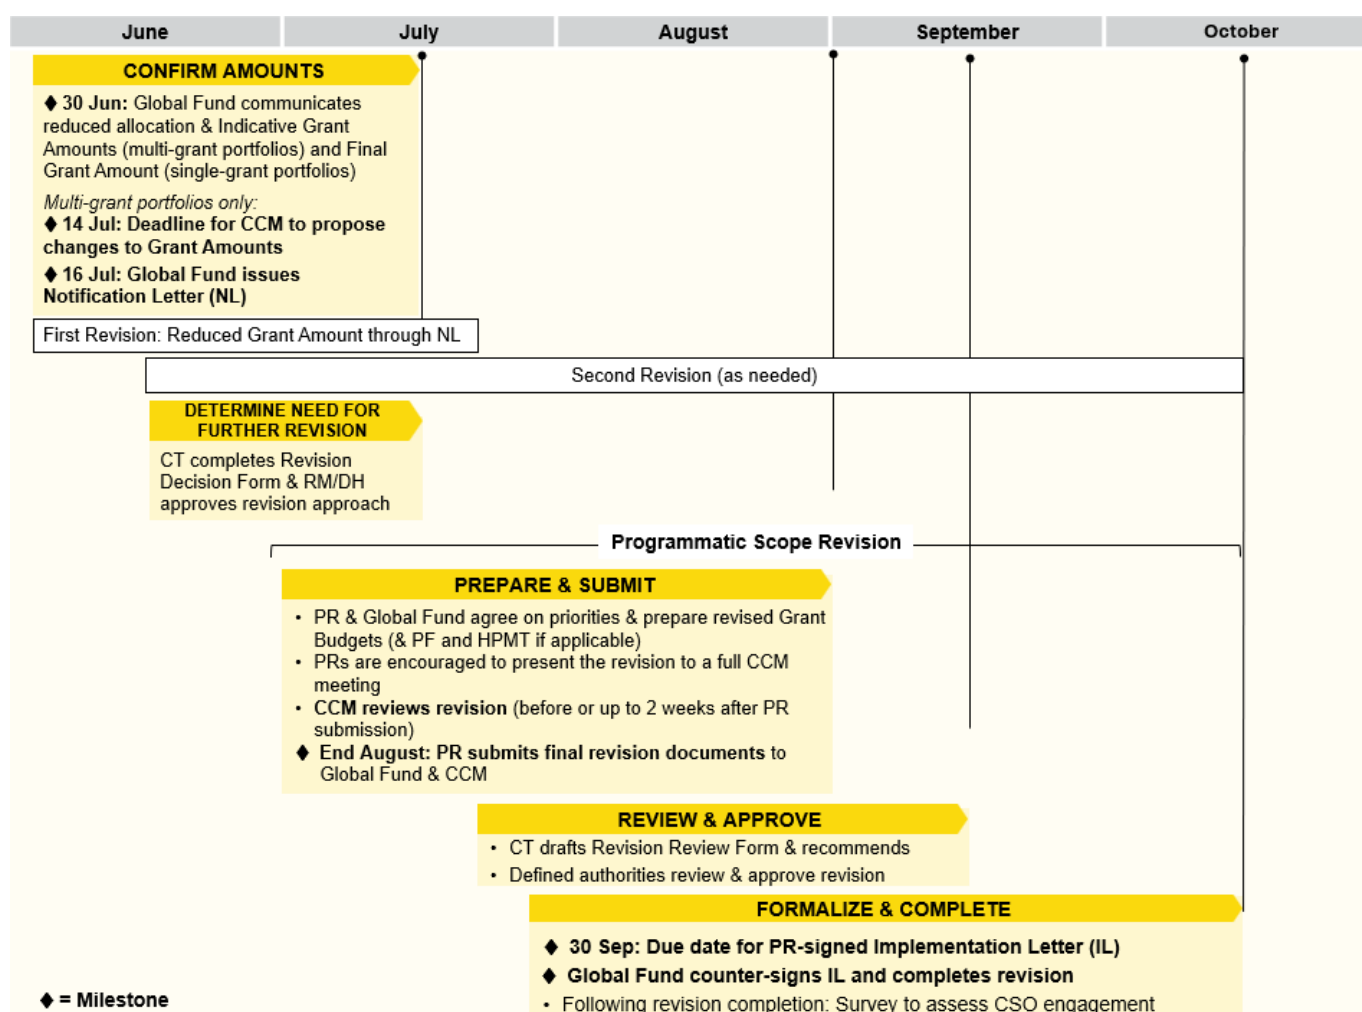 June July August September October
CONFIRM AMOUNTS
♦ 30 Jun: Global Fund communicates
reduced allocation & Indicative Grant
Amounts (multi-grant portfolios) and Final
Grant Amount (single-grant portfolios)
Multi-grant portfolios only:
♦ 14 Jul: Deadline for CCM to propose
changes to Grant Amounts
♦ 16 Jul: Global Fund issues
Notification Letter (NL)
First Revision: Reduced Grant Amount through NL
Second Revision (as needed)
DETERMINE NEED FOR
FURTHER REVISION
CT completes Revision
Decision Form & RM/DH
approves revision approach
Programmatic Scope Revision
PREPARE & SUBMIT
• PR & Global Fund agree on priorities & prepare revised Grant
Budgets (& PF and HPMT if applicable)
• PRs are encouraged to present the revision to a full CCM
meeting
• CCM reviews revision (before or up to 2 weeks after PR
submission)
♦ End August: PR submits final revision documents to
Global Fund & CCM
REVIEW & APPROVE
• CT drafts Revision Review Form & recommends
• Defined authorities review & approve revision
FORMALIZE & COMPLETE
♦ 30 Sep: Due date for PR-signed Implementation Letter (IL)
♦ Global Fund counter-signs IL and completes revision
• Following revision completion: Survey to assess CSO engagement
♦ = Milestone